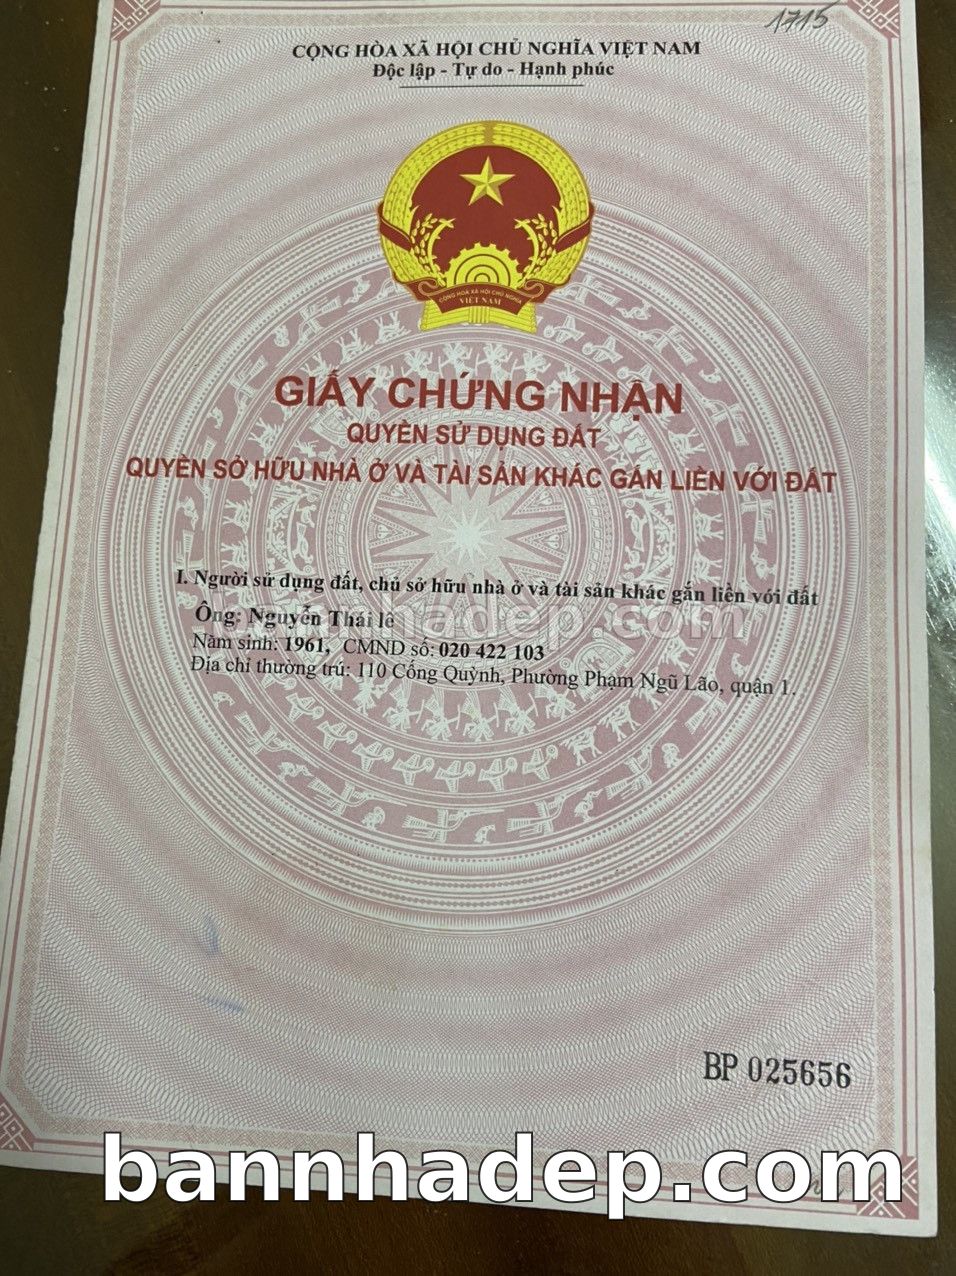 1715
CỘNG HÒA XÃ HỘI CHỦ NGHĨA VIỆT NAM
Độc lập - Tự do - Hạnh phúc
CỘNG HOÀ XÃ HỘI CHỦ NGHĨA
VIỆT NAM
GIẤY CHỨNG NHẬN
QUYỀN SỬ DỤNG ĐẤT
QUYỀN SỞ HỮU NHÀ Ở VÀ TÀI SẢN KHÁC GẮN LIỀN VỚI ĐẤT
I. Người sử dụng đất, chủ sở hữu nhà ở và tài sản khác gắn liền với đất
Ông: Nguyễn Thái lê
bannhadep.com
Năm sinh: 1961, CMND số: 020 422 103
Địa chỉ thường trú: 110 Cống Quỳnh, Phường Phạm Ngũ Lão, quận 1.
BP 025656
bannhadep.com